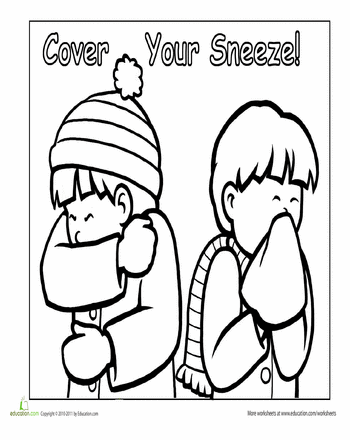 Cover Your Sneeze!
education.com Copyright © 2010-2011 by Education.com
More worksheets at www.education.com/worksheets